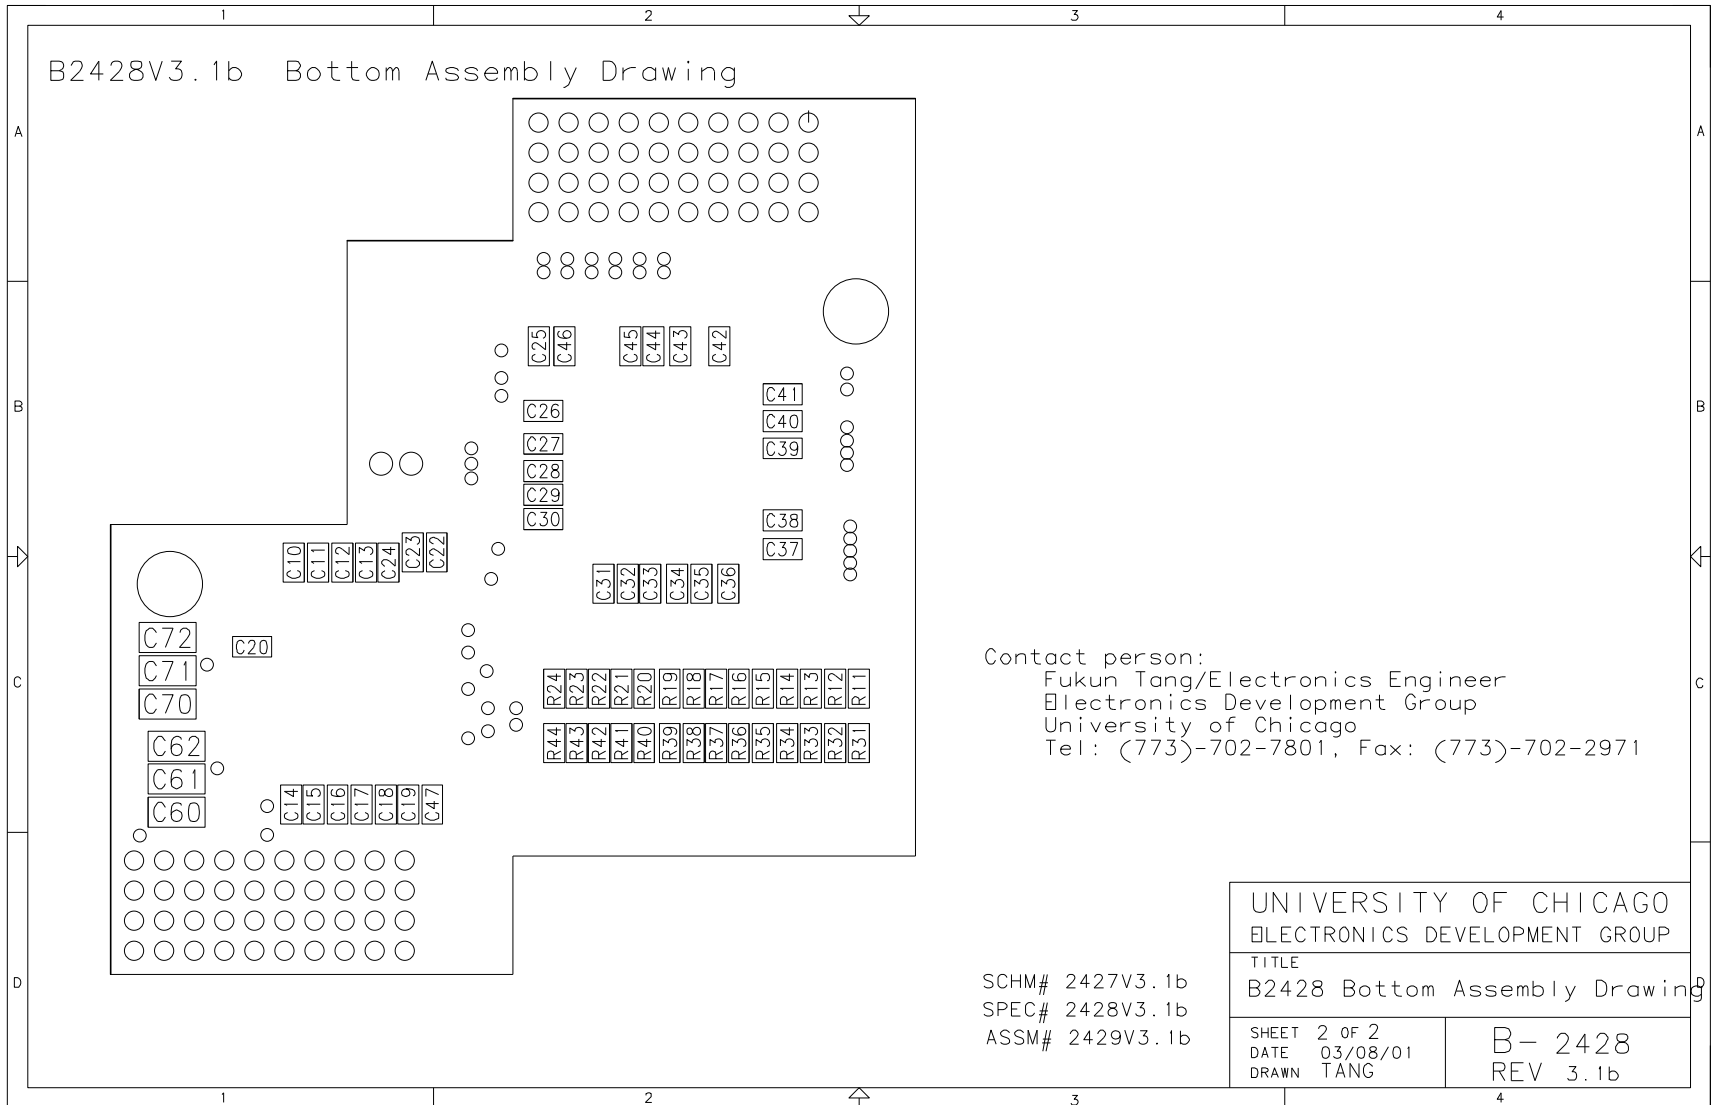 1 2 3 4
B2428V3.1b Bottom Assembly Drawing
A A
C25 C46 C45 C44 C43 C42
C41
B B
C26 C40
C27 C39
C28
C29
C30 C38
C37
C10 C11 C12 C13 C24 C23 C22
C31 C32 C33 C34 C35 C36
C72 C20
C71
C70
R24 R23 R22 R21 R20 R19 R18 R17 R16 R15 R14 R13 R12 R11
C C
Contact person:
Fukun Tang/Electronics Engineer
Electronics Development Group
University of Chicago
Tel: (773)-702-7801, Fax: (773)-702-2971
C62
C61
C60
R44 R43 R42 R41 R40 R39 R38 R37 R36 R35 R34 R33 R32 R31
C14 C15 C16 C17 C18 C19 C47
UNIVERSITY OF CHICAGO
ELECTRONICS DEVELOPMENT GROUP
TITLE
B2428 Bottom Assembly Drawing
D D
SCHM# 2427V3.1b
SPEC# 2428V3.1b
ASSM# 2429V3.1b
SHEET 2 OF 2
DATE 03/08/01
DRAWN TANG
B- 2428
REV 3.1b
1 2 3 4